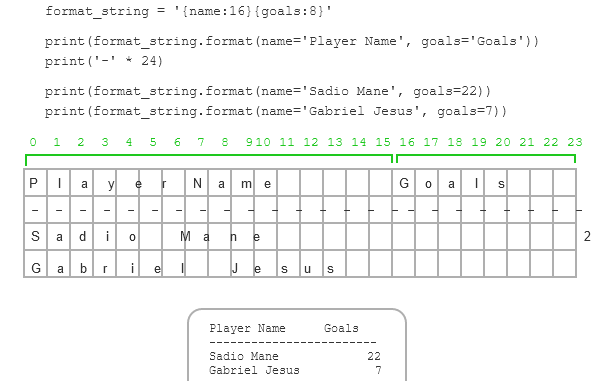 format_string = '{name:16}{goals:8}'
print(format_string.format(name='Player Name', goals='Goals'))
print('-' * 24)
print(format_string.format(name='Sadio Mane', goals=22))
print(format_string.format(name='Gabriel Jesus', goals=7))
0 1 2 3 4 5 6 7 8 9 10 11 12 13 14 15 16 17 18 19 20 21 22 23
P l a y e r N a m e G o a l s
- - - - - - - - - - - - - - - - - - - - - - - -
S a d i o M a n e 2
G a b r i e l J e s u s
Player Name Goals
------------------------
Sadio Mane 22
Gabriel Jesus 7